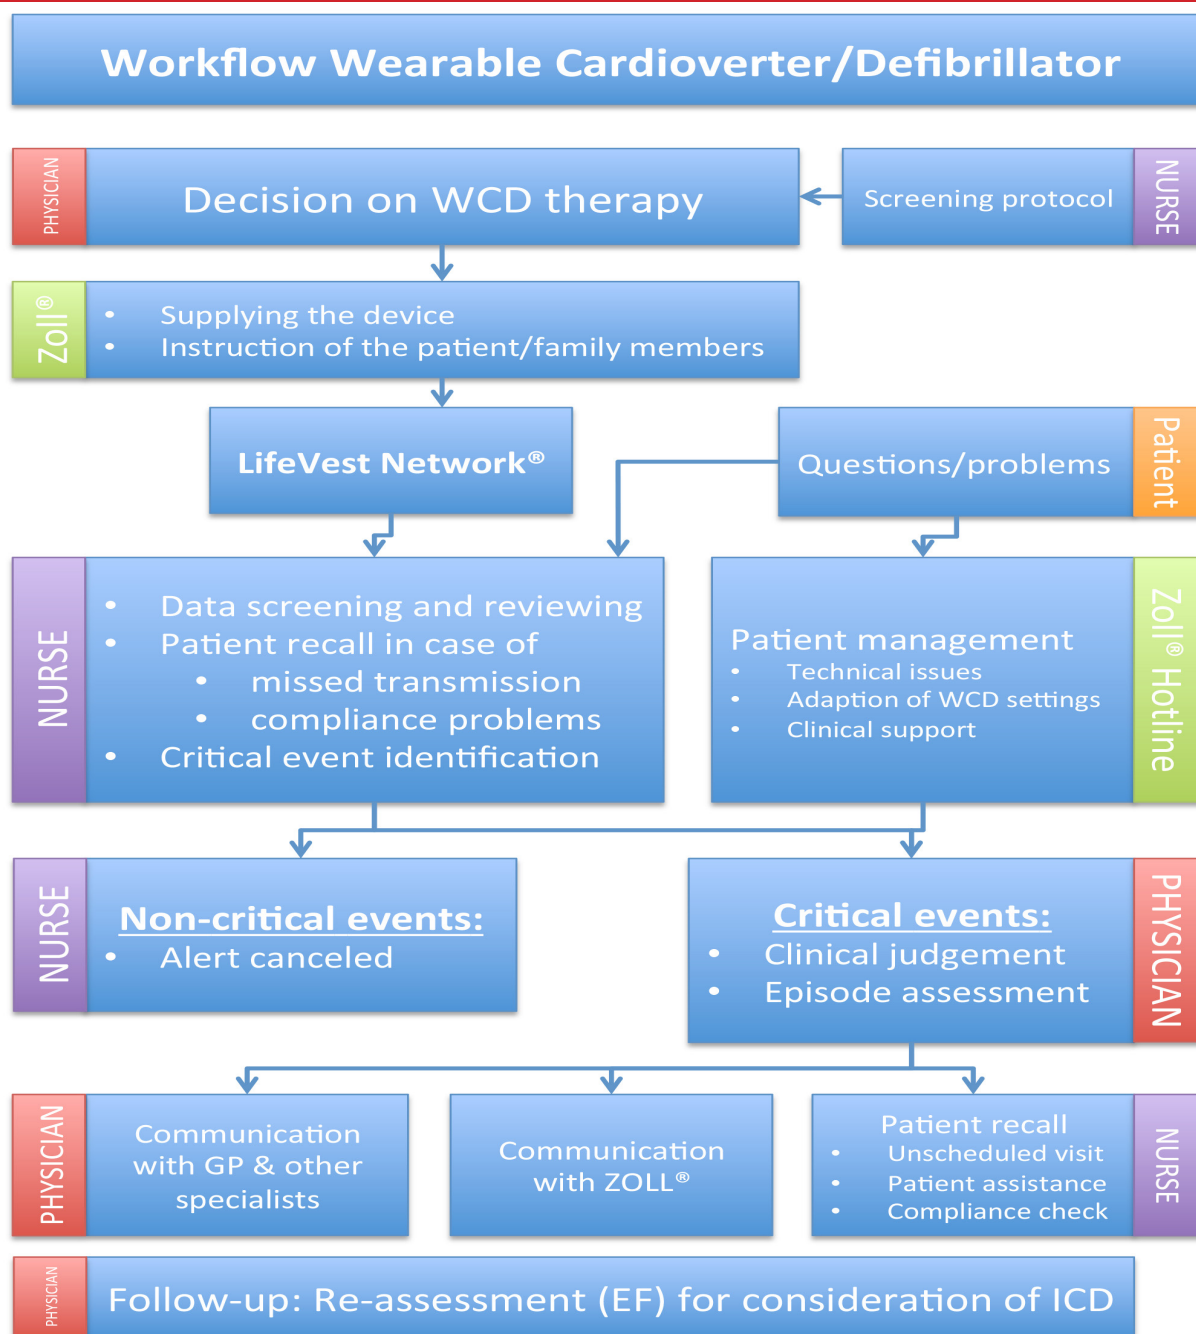 Workflow Wearable Cardioverter/Defibrillator
PHYSICIAN
Decision on WCD therapy
Screening protocol
NURSE
Zoll®
• Supplying the device
• Instruction of the patient/family members
LifeVest Network®
Questions/problems
Patient
NURSE
• Data screening and reviewing
• Patient recall in case of
• missed transmission
• compliance problems
• Critical event identification
Patient management
• Technical issues
• Adaption of WCD settings
• Clinical support
Zoll® Hotline
NURSE
Non-critical events:
• Alert canceled
Critical events:
• Clinical judgement
• Episode assessment
PHYSICIAN
PHYSICIAN
Communication
with GP & other
specialists
Communication
with ZOLL®
Patient recall
• Unscheduled visit
• Patient assistance
• Compliance check
NURSE
PHYSICIAN
Follow-up: Re-assessment (EF) for consideration of ICD